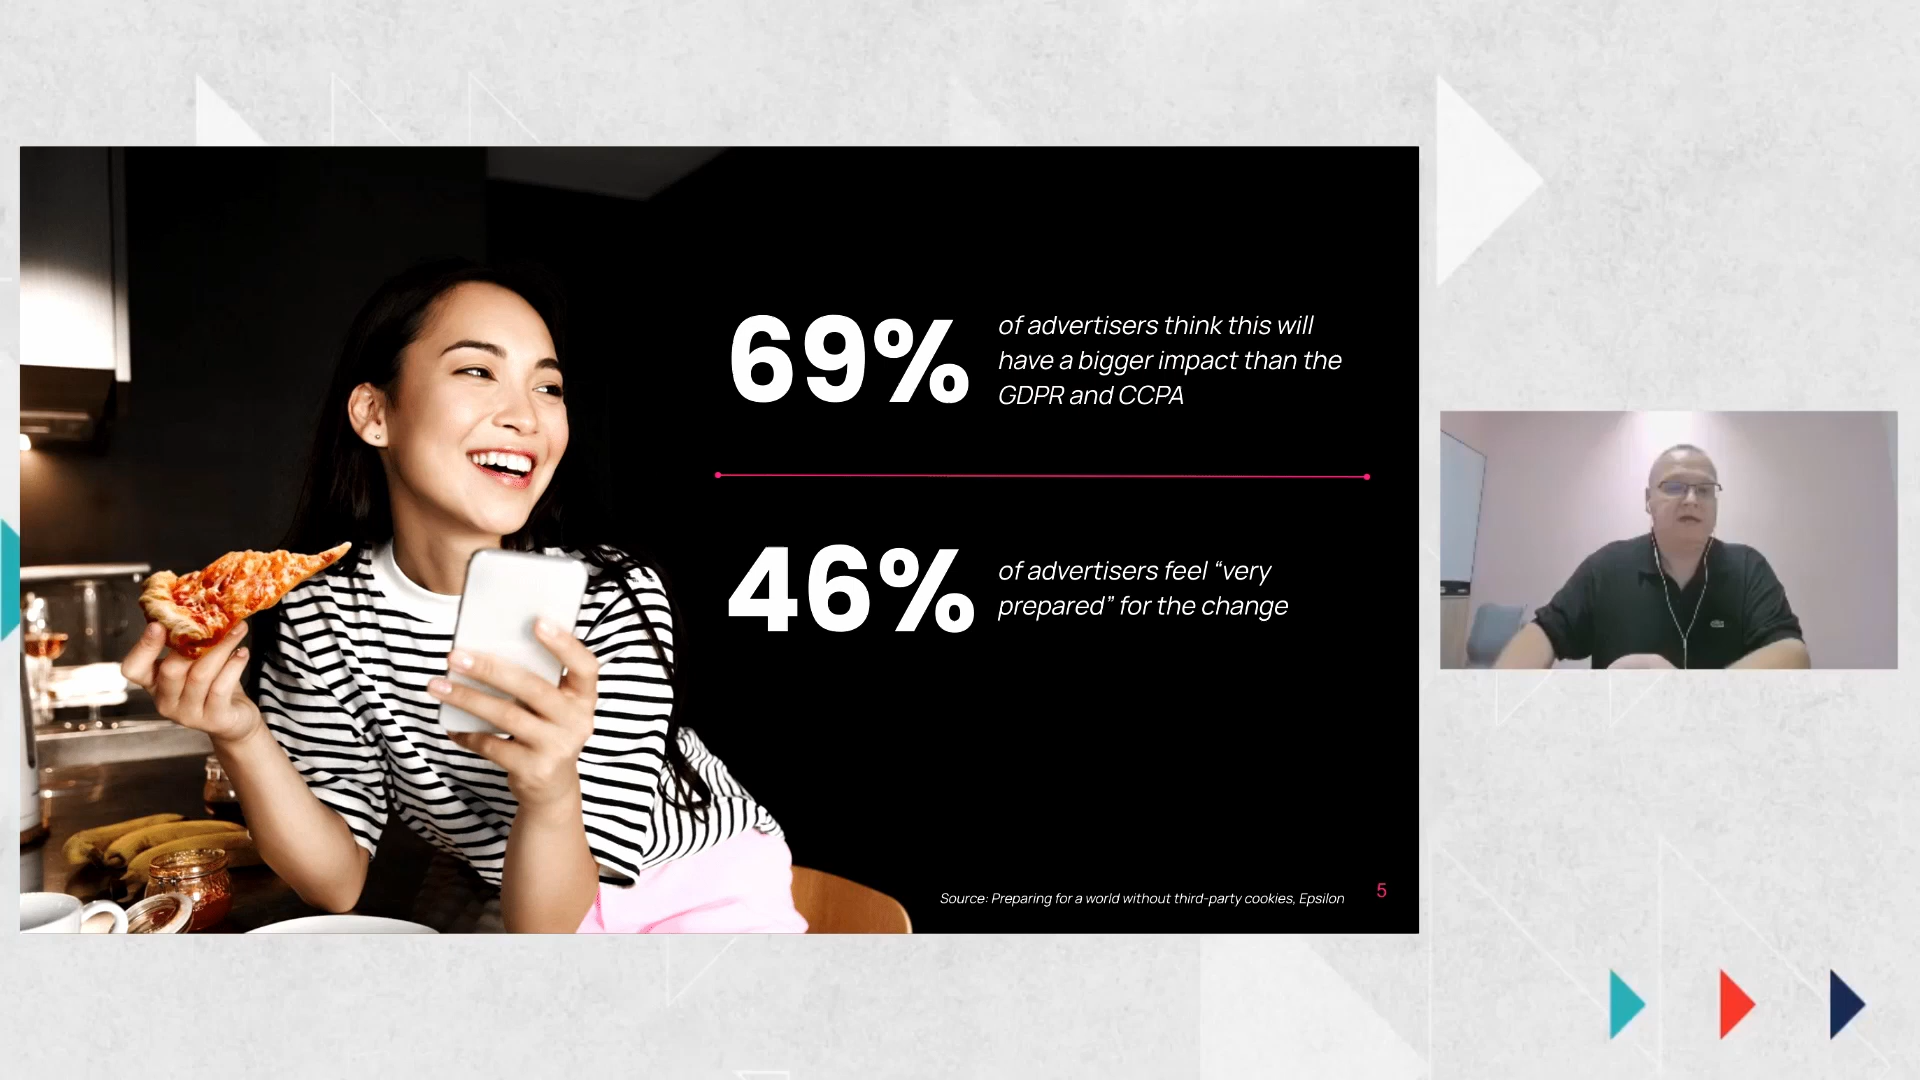 69%
of advertisers think this will
have a bigger impact than the
GDPR and CCPA
46%
of advertisers feel “very
prepared” for the change
Source: Preparing for a world without third-party cookies, Epsilon
5